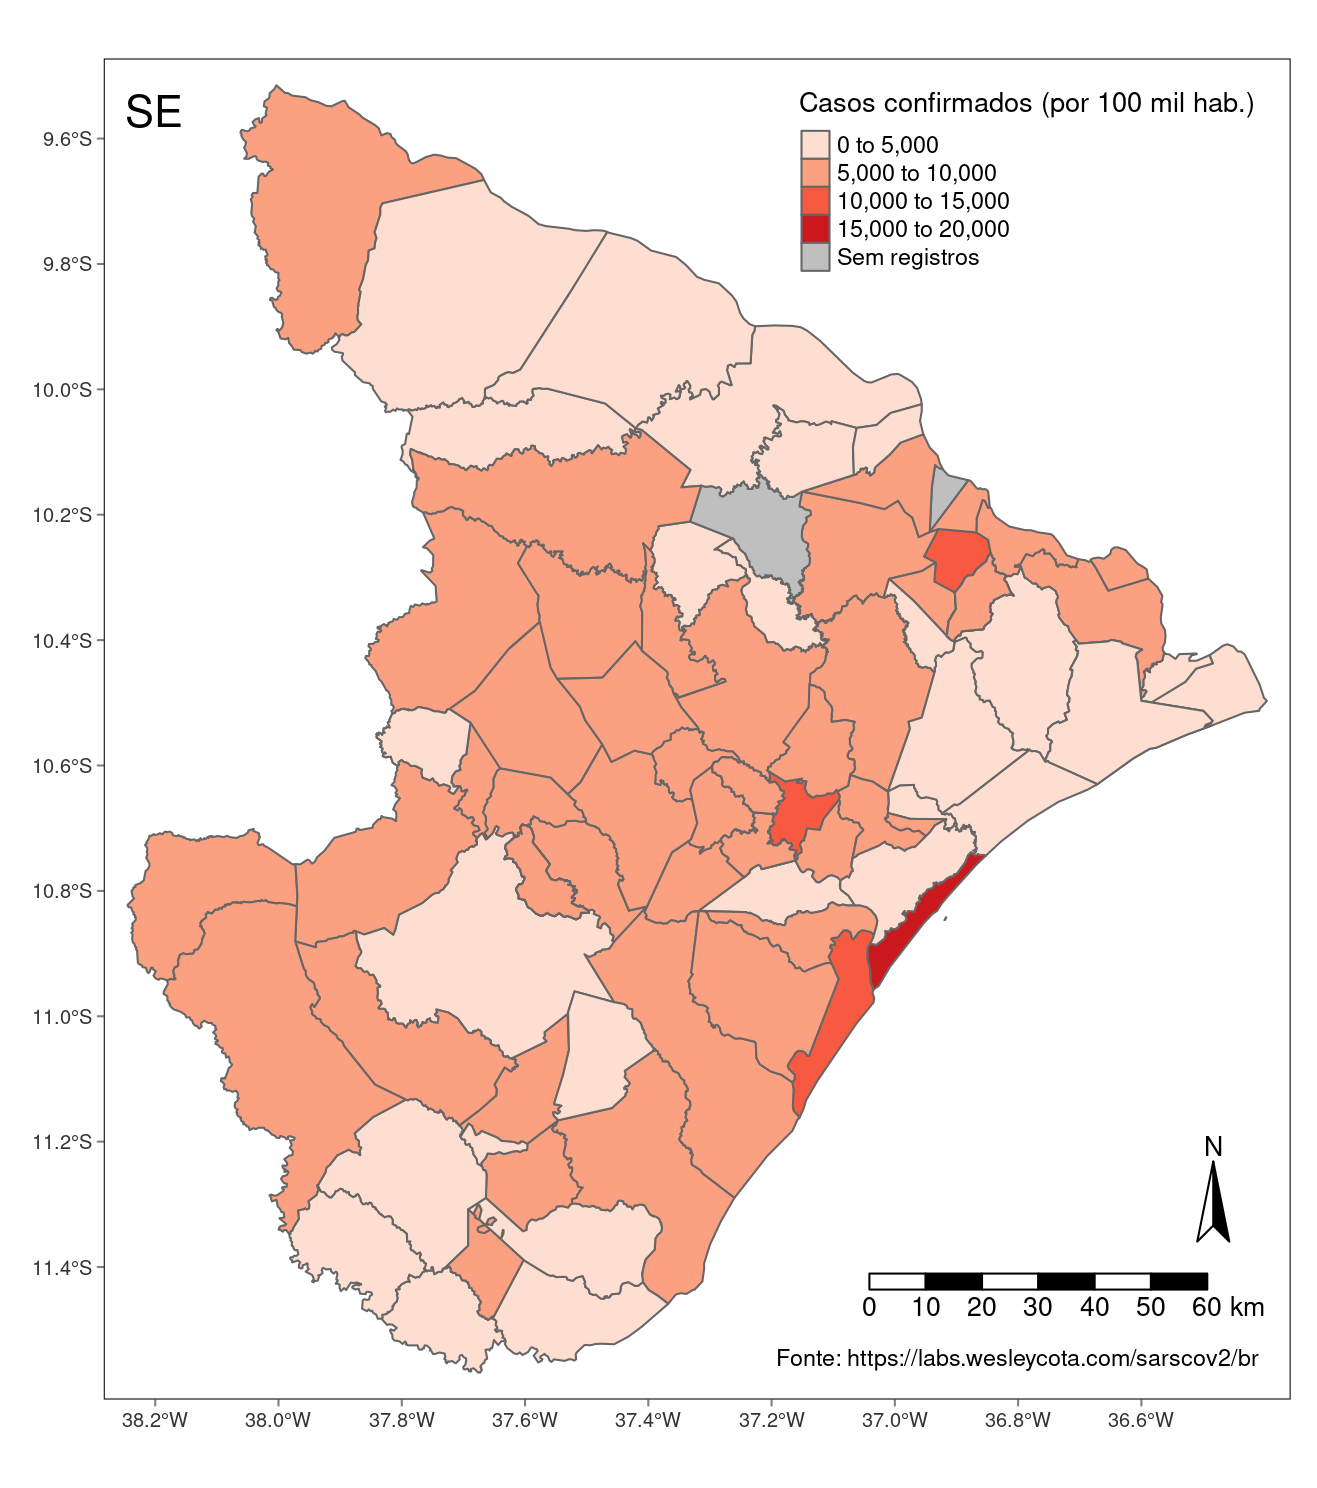 SE
Casos confirmados (por 100 mil hab.)
0 to 5,000
5,000 to 10,000
10,000 to 15,000
15,000 to 20,000
Sem registros
9.6°S
9.8°S
10.0°S
10.2°S
10.4°S
10.6°S
10.8°S
11.0°S
11.2°S
11.4°S
N
0 10 20 30 40 50 60 km
Fonte: https://labs.wesleycota.com/sarscov2/br
38.2°W 38.0°W 37.8°W 37.6°W 37.4°W 37.2°W 37.0°W 36.8°W 36.6°W